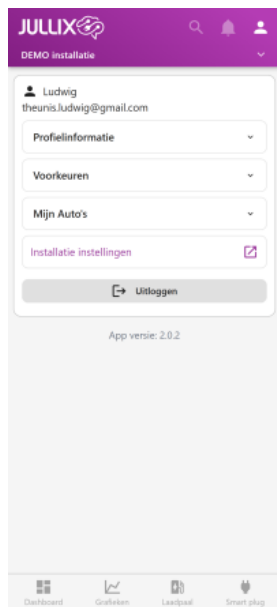 JULLIX
DEMO installatie
Ludwig
theunis.ludwig@gmail.com
Profielinformatie
Voorkeuren
Mijn Auto's
Installatie instellingen
Uitloggen
App versie: 2.0.2
Dashboard Grafieken Laadpaal Smart plug